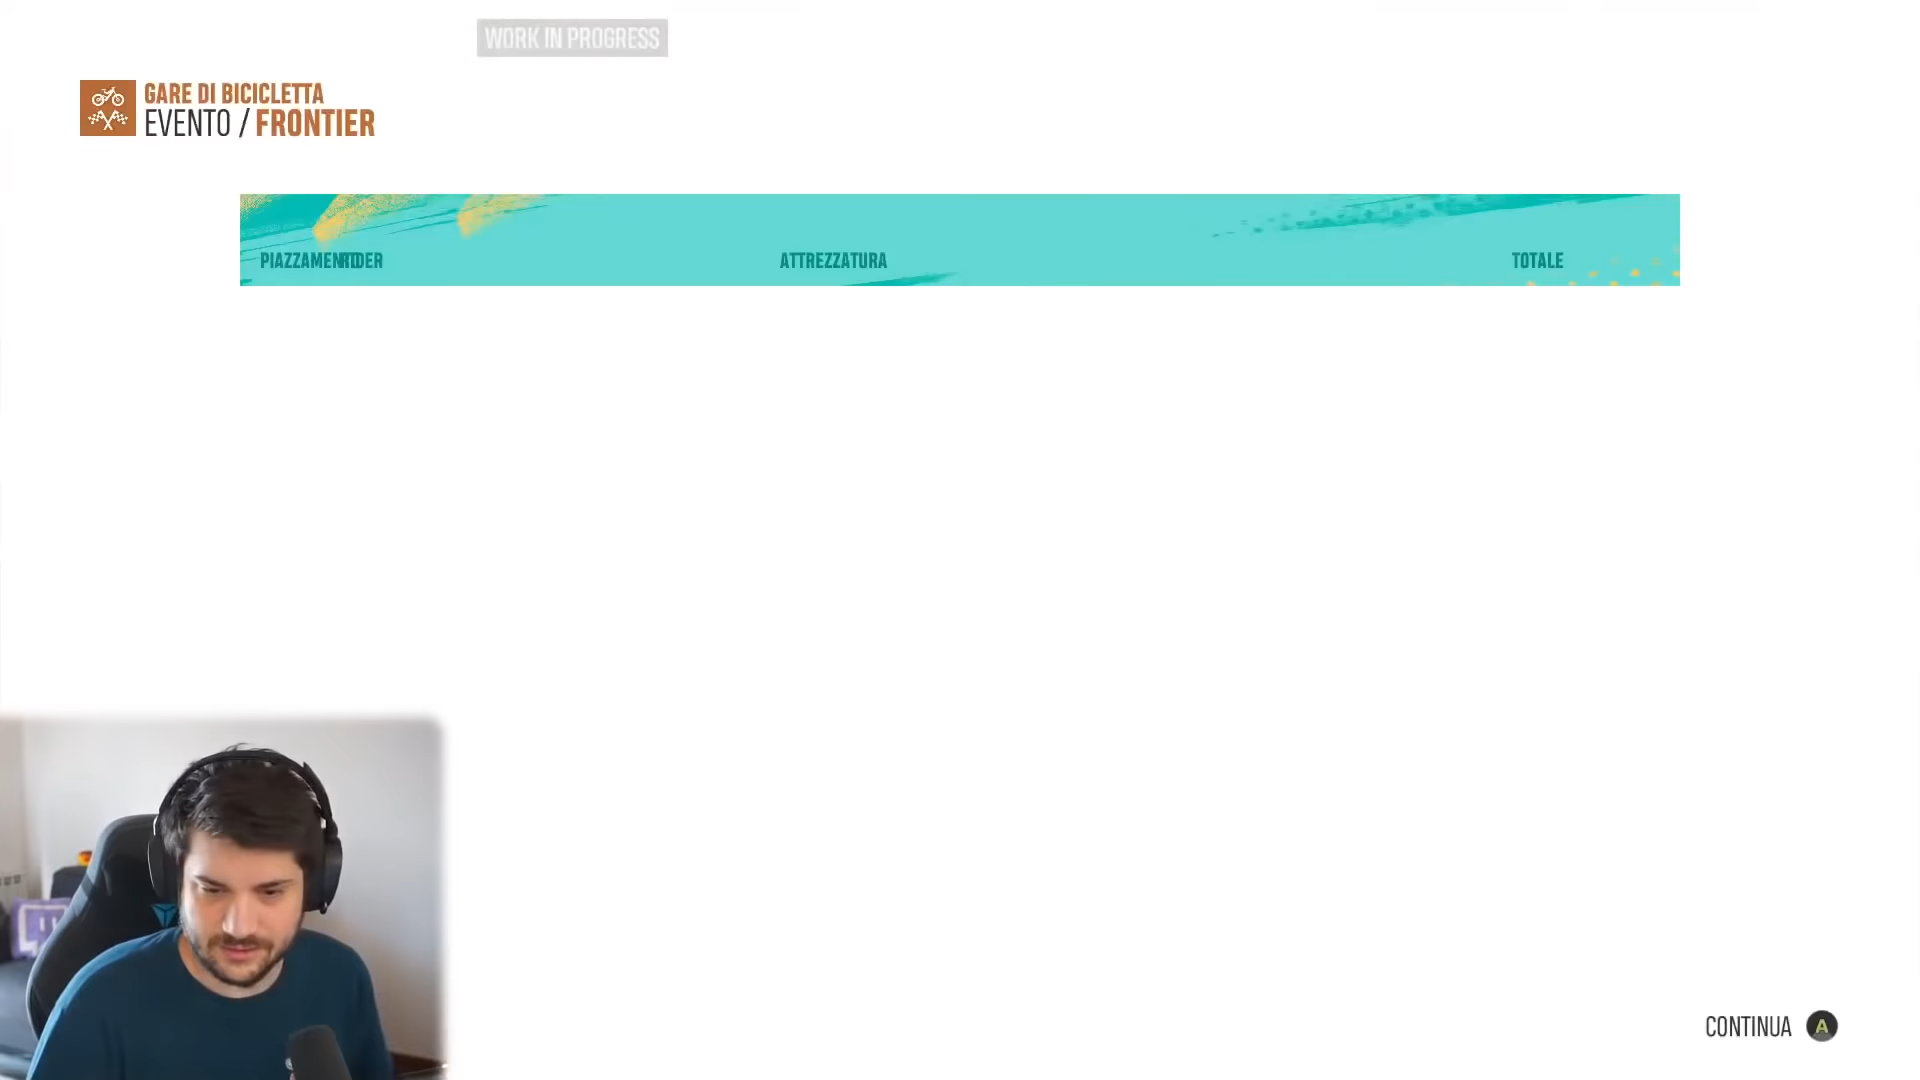 WORK IN PROGRESS
GARE DI BICICLETTA
EVENTO / FRONTIER
PIAZZAMENTO RIDER ATTREZZATURA TOTALE
CONTINUA A